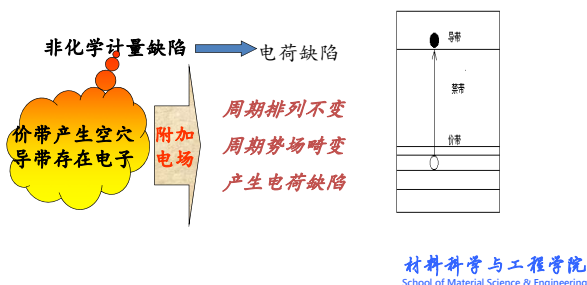 非化学计量缺陷
电荷缺陷
价带产生空穴
导带存在电子
附加
电场
周期排列不变
周期势场畸变
产生电荷缺陷
导带
禁带
价带
材料科学与工程学院
School of Material Science & Engineering